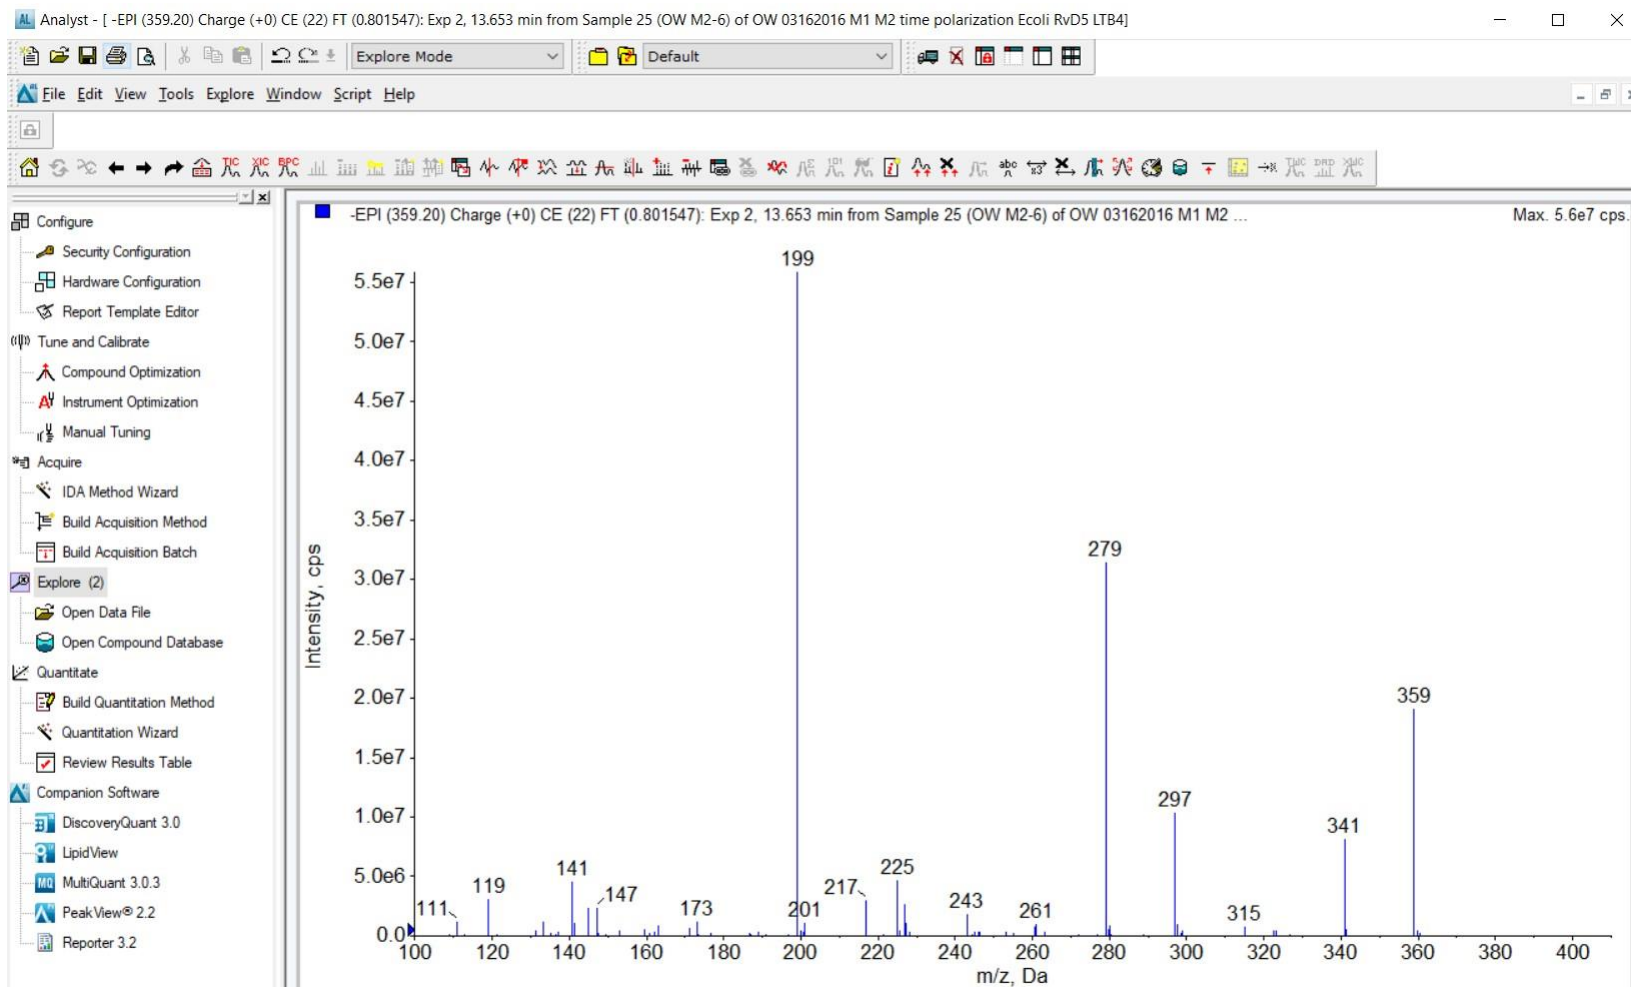 AL Analyst - [ -EPI (359.20) Charge (+0) CE (22) FT (0.801547): Exp 2, 13.653 min from Sample 25 (OW M2-6) of OW 03162016 M1 M2 time polarization Ecoli RvD5 LTB4]
Explore Mode
Default
File Edit View Tools Explore Window Script Help
TIC XIC BPC
abc
x3
Configure
Security Configuration
Hardware Configuration
Report Template Editor
Tune and Calibrate
Compound Optimization
Instrument Optimization
Manual Tuning
Acquire
IDA Method Wizard
Build Acquisition Method
Build Acquisition Batch
Explore (2)
Open Data File
Open Compound Database
Quantitate
Build Quantitation Method
Quantitation Wizard
Review Results Table
Companion Software
DiscoveryQuant 3.0
LipidView
MQ MultiQuant 3.0.3
PeakView® 2.2
Reporter 3.2
-EPI (359.20) Charge (+0) CE (22) FT (0.801547): Exp 2, 13.653 min from Sample 25 (OW M2-6) of OW 03162016 M1 M2 ...
Max. 5.6e7 cps.
Intensity, cps
5.5e7
5.0e7
4.5e7
4.0e7
3.5e7
3.0e7
2.5e7
2.0e7
1.5e7
1.0e7
5.0e6
0.0
111
119
141
147
173
199
201
217
225
243
261
279
297
315
341
359
100 120 140 160 180 200 220 240 260 280 300 320 340 360 380 400
m/z, Da